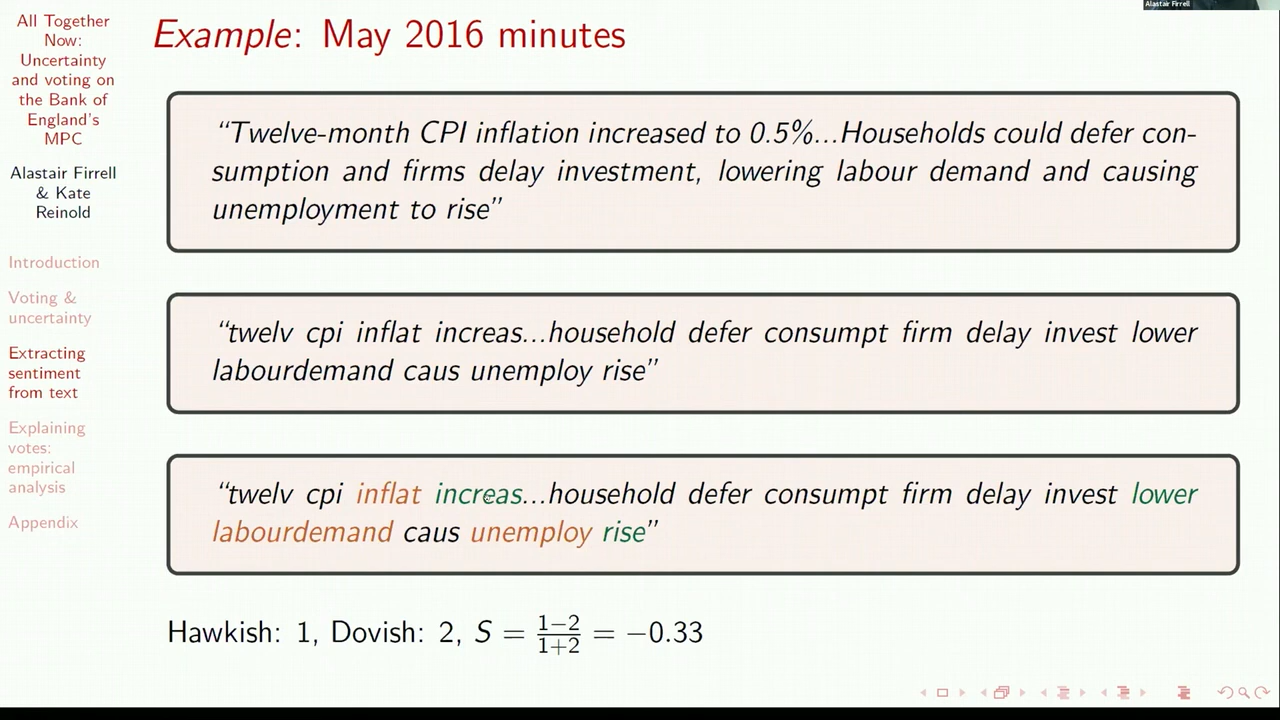 Alastair Firrell
All Together
Now:
Uncertainty
and voting on
the Bank of
England's
MPC
Alastair Firrell
& Kate
Reinold
Introduction
Voting &
uncertainty
Extracting
sentiment
from text
Explaining
votes:
empirical
analysis
Appendix
Example: May 2016 minutes
“Twelve-month CPI inflation increased to 0.5%...Households could defer con-
sumption and firms delay investment, lowering labour demand and causing
unemployment to rise”
“twelv cpi inflat increas...household defer consumpt firm delay invest lower
labourdemand caus unemploy rise”
“twelv cpi inflat increas...household defer consumpt firm delay invest lower
labourdemand caus unemploy rise”
Hawkish: 1, Dovish: 2, S = 1−2/1+2 = −0.33